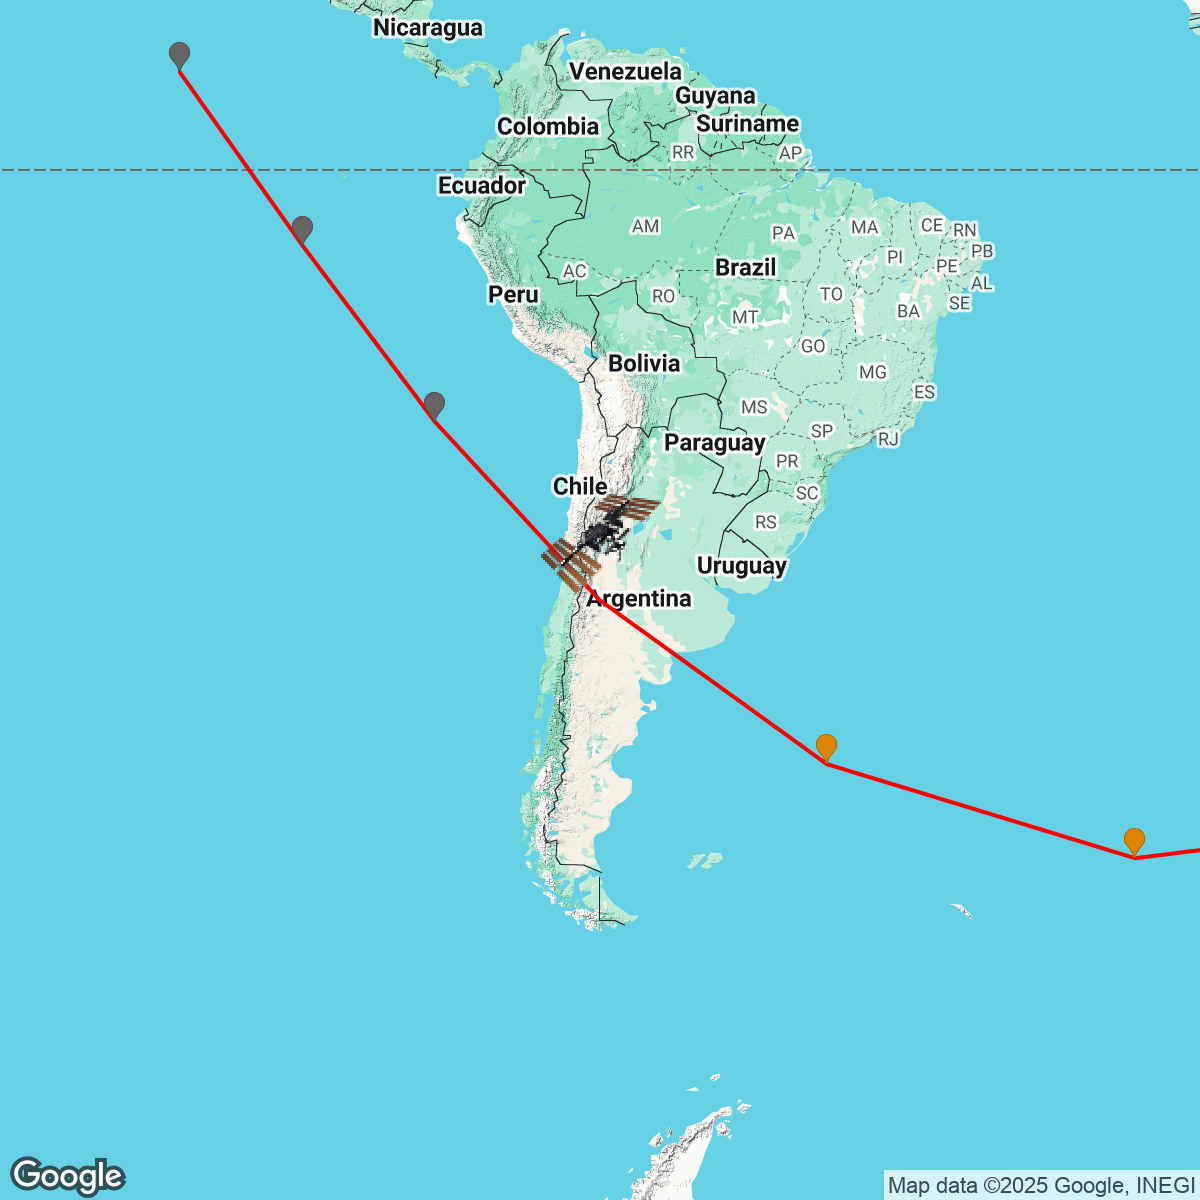 Nicaragua
Venezuela
Guyana
Colombia
Suriname
RR
AP
Ecuador
AM
PA
MA
CE
RN
PB
PI
PE
AL
AC
Brazil
TO
SE
Peru
RO
MT
BA
GO
Bolivia
MG
ES
MS
SP
RJ
Paraguay
PR
Chile
SC
RS
Uruguay
Argentina
Google
Map data ©2025 Google, INEGI